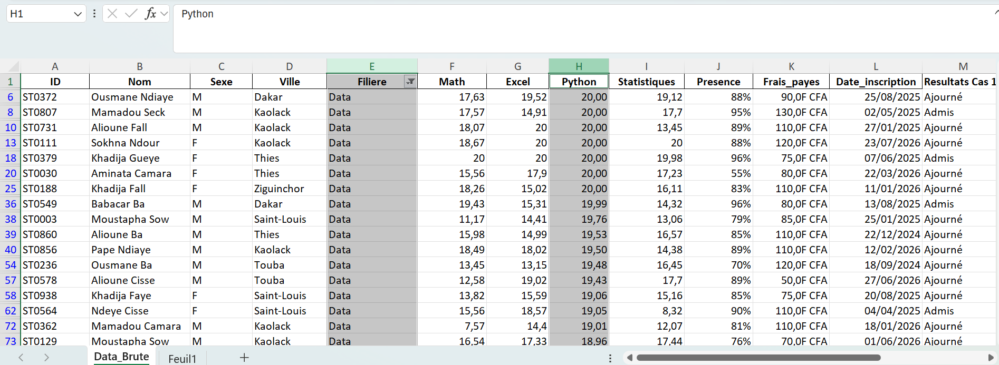 H1 fx Python
A B C D E F G H I J K L M
1 ID Nom Sexe Ville Filiere Math Excel Python Statistiques Presence Frais_payes Date_inscription Resultats Cas 1
6 ST0372 Ousmane Ndiaye M Dakar Data 17,63 19,52 20,00 19,12 88% 90,0F CFA 25/08/2025 Ajourné
8 ST0807 Mamadou Seck M Kaolack Data 17,57 14,91 20,00 17,7 95% 130,0F CFA 02/05/2025 Admis
10 ST0731 Alioune Fall M Kaolack Data 18,07 20 20,00 13,45 89% 110,0F CFA 27/01/2025 Ajourné
13 ST0111 Sokhna Ndour F Kaolack Data 18,67 20 20,00 20 88% 120,0F CFA 23/07/2026 Ajourné
18 ST0379 Khadija Gueye F Thies Data 20 20 20,00 19,98 96% 75,0F CFA 07/06/2025 Admis
20 ST0030 Aminata Camara F Thies Data 15,56 17,9 20,00 17,23 55% 80,0F CFA 22/03/2026 Ajourné
25 ST0188 Khadija Fall F Ziguinchor Data 18,26 15,02 20,00 16,11 83% 110,0F CFA 11/01/2026 Ajourné
36 ST0549 Babacar Ba M Dakar Data 19,43 15,31 19,99 14,32 96% 80,0F CFA 13/08/2025 Admis
38 ST0003 Moustapha Sow M Saint-Louis Data 11,17 14,41 19,76 13,06 79% 85,0F CFA 25/01/2025 Ajourné
39 ST0860 Alioune Ba M Thies Data 15,98 14,99 19,53 16,57 85% 110,0F CFA 22/12/2024 Ajourné
40 ST0856 Pape Ndiaye M Kaolack Data 18,49 18,02 19,50 14,38 89% 110,0F CFA 12/02/2026 Ajourné
54 ST0236 Ousmane Ba M Touba Data 13,45 13,15 19,48 16,45 70% 120,0F CFA 18/09/2024 Ajourné
57 ST0578 Alioune Cisse M Touba Data 12,58 19,02 19,43 17,7 89% 50,0F CFA 27/06/2026 Ajourné
58 ST0938 Khadija Faye F Saint-Louis Data 13,82 15,59 19,06 15,16 85% 75,0F CFA 20/08/2025 Ajourné
62 ST0564 Ndeye Cisse F Saint-Louis Data 15,56 18,57 19,05 8,32 90% 110,0F CFA 04/04/2025 Admis
72 ST0362 Mamadou Camara M Kaolack Data 7,57 14,4 19,01 12,07 81% 110,0F CFA 18/01/2026 Ajourné
73 ST0129 Moustapha Sow M Kaolack Data 16,54 17,33 18,96 17,44 76% 70,0F CFA 01/06/2026 Ajourné
Data_Brute Feuil1